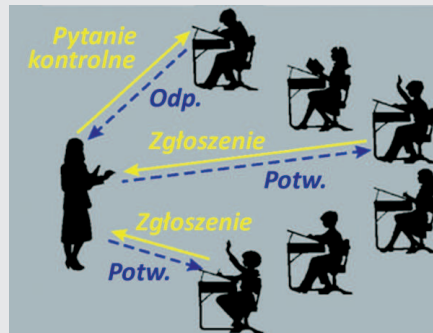 Pytanie
kontrolne
Odp.
Zgłoszenie
Potw.
Zgłoszenie
Potw.